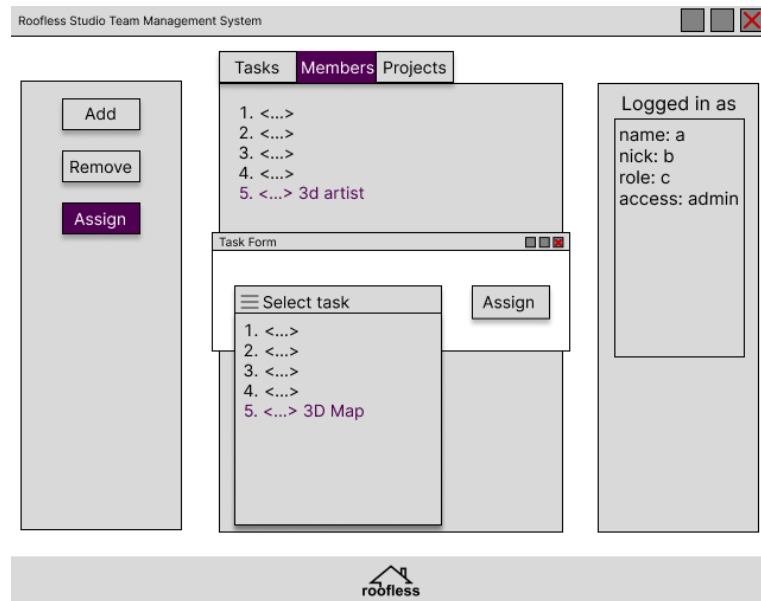 Roofless Studio Team Management System
Tasks
Members
Projects
Add
Remove
Assign
1. <...>
2. <...>
3. <...>
4. <...>
5. <...> 3d artist
Task Form
Select task
Assign
1. <...>
2. <...>
3. <...>
4. <...>
5. <...> 3D Map
Logged in as
name: a
nick: b
role: c
access: admin
roofless